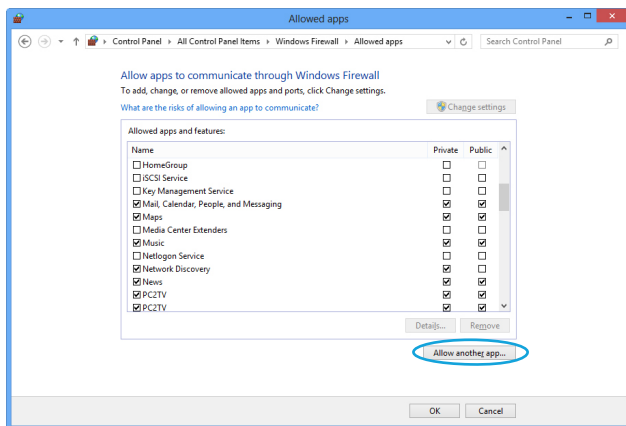 Allowed apps
Control Panel
All Control Panel Items
Windows Firewall
Allowed apps
Search Control Panel
Allow apps to communicate through Windows Firewall
To add, change, or remove allowed apps and ports, click Change settings.
What are the risks of allowing an app to communicate?
Change settings
Allowed apps and features:
Name Private Public
HomeGroup
iSCSI Service
Key Management Service
Mail, Calendar, People, and Messaging
Maps
Media Center Extenders
Music
Netlogon Service
Network Discovery
News
PC2TV
PC2TV
Details... Remove
Allow another app...
OK Cancel